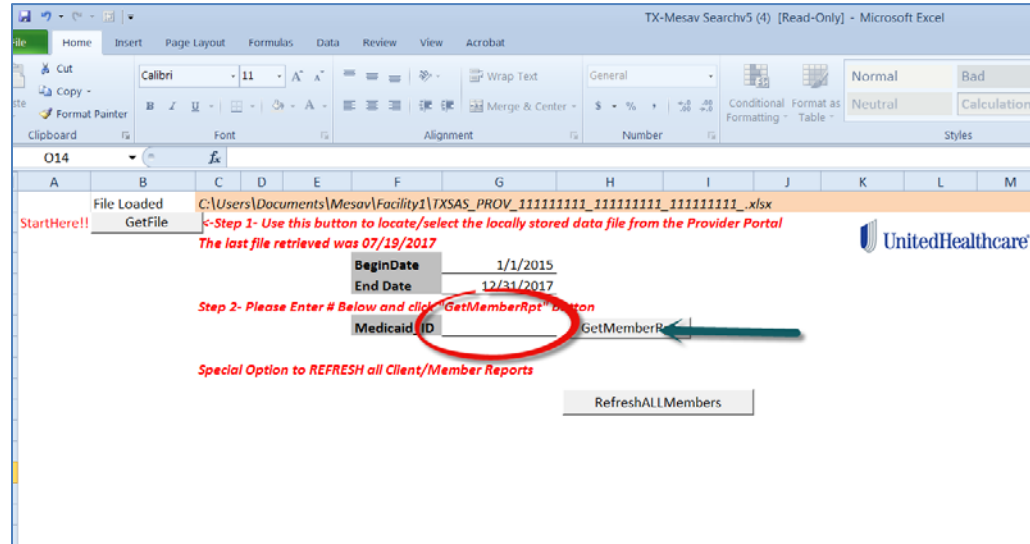 TX-Mesav Searchv5 (4) [Read-Only] - Microsoft Excel
Home Insert Page Layout Formulas Data Review View Acrobat
Cut
Copy
Format Painter
Clipboard
Calibri 11 A A
B I U A
Font
Wrap Text
Merge & Center
Alignment
General
$ % , .00 .00
Number
Conditional Formatting
Format as Table
Normal Bad
Neutral Calculation
Styles
O14 fx
A B C D E F G H I J K L M
File Loaded C:\Users\Documents\Mesav\Facility1\TXSAS_PROV_111111111_111111111_111111111_.xlsx
StartHere!! GetFile <-Step 1- Use this button to locate/select the locally stored data file from the Provider Portal
UnitedHealthcare
The last file retrieved was 07/19/2017
BeginDate 1/1/2015
End Date 12/31/2017
Step 2- Please Enter # Below and click "GetMemberRpt" button
Medicaid_ID GetMemberR
Special Option to REFRESH all Client/Member Reports
RefreshALLMembers